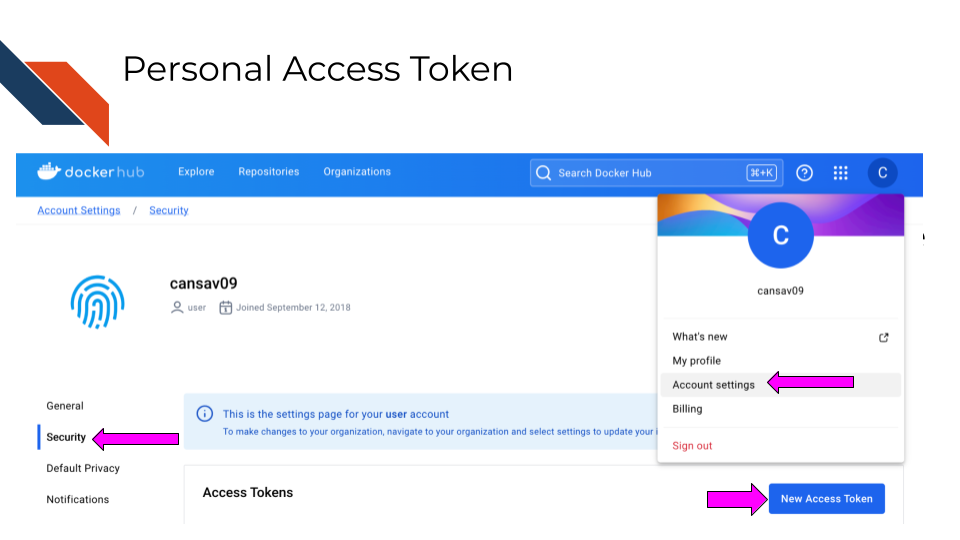 Personal Access Token
dockerhub Explore Repositories Organizations Search Docker Hub ⌘+K ? C
Account Settings / Security
C
cansav09
cansav09
user Joined September 12, 2018
What's new
My profile
Account settings
Billing
Sign out
General
Security
Default Privacy
Notifications
This is the settings page for your user account
To make changes to your organization, navigate to your organization and select settings to update your
Access Tokens
New Access Token